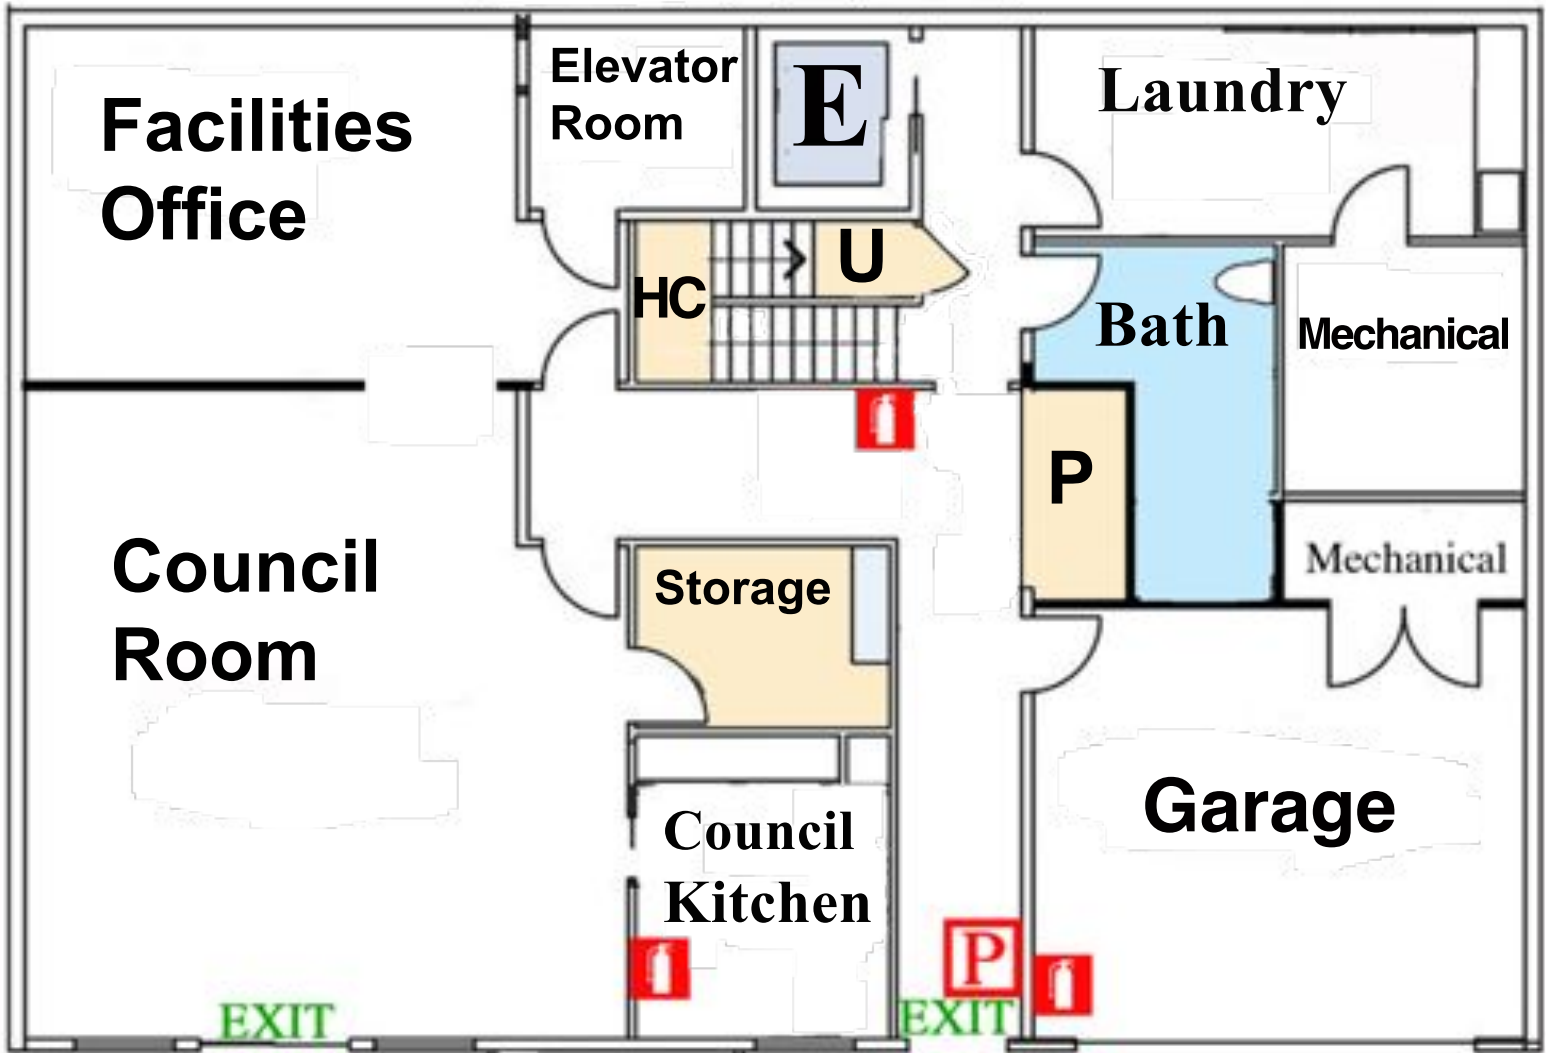 Facilities
Office
Elevator
Room
E
Laundry
HC
U
Bath
Mechanical
P
Council
Room
Storage
Mechanical
Council
Kitchen
Garage
P
EXIT
EXIT